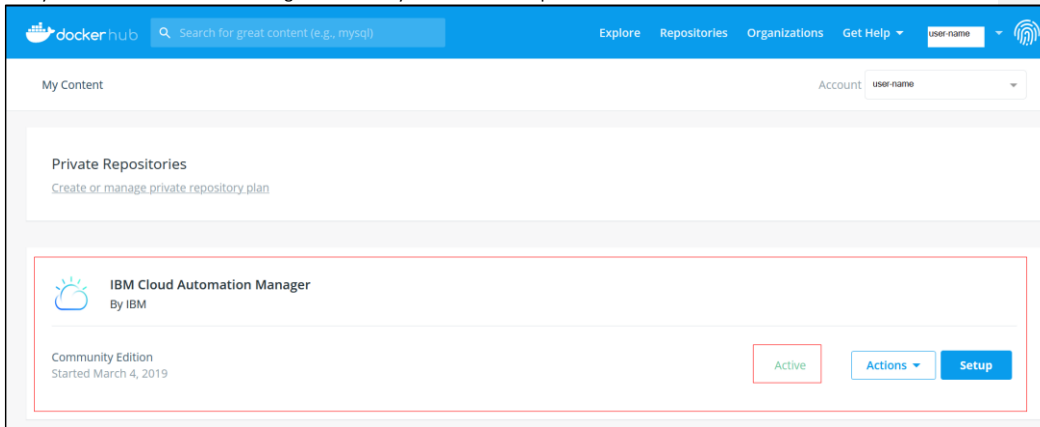 docker hub Search for great content (e.g., mysql) Explore Repositories Organizations Get Help user-name
My Content Account user-name
Private Repositories
Create or manage private repository plan
IBM Cloud Automation Manager
By IBM
Community Edition
Started March 4, 2019
Active Actions Setup